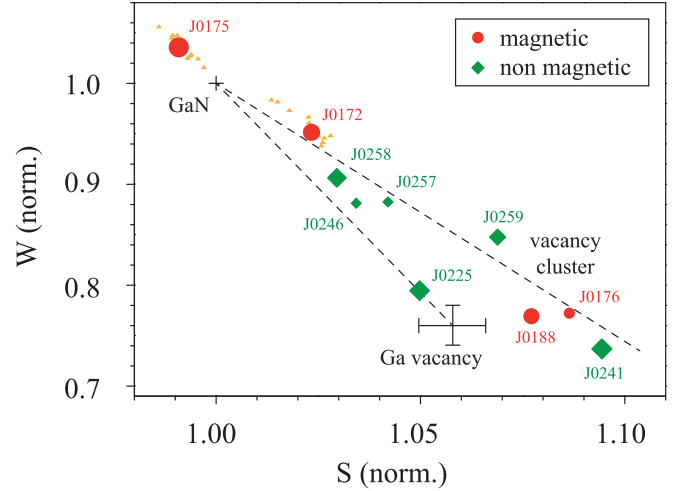 J0175
magnetic
non magnetic
1.0
GaN
J0172
J0258
0.9
J0257
J0246
J0259
vacancy
cluster
W (norm.)
J0225
0.8
J0176
J0188
Ga vacancy
J0241
0.7
1.00
1.05
1.10
S (norm.)